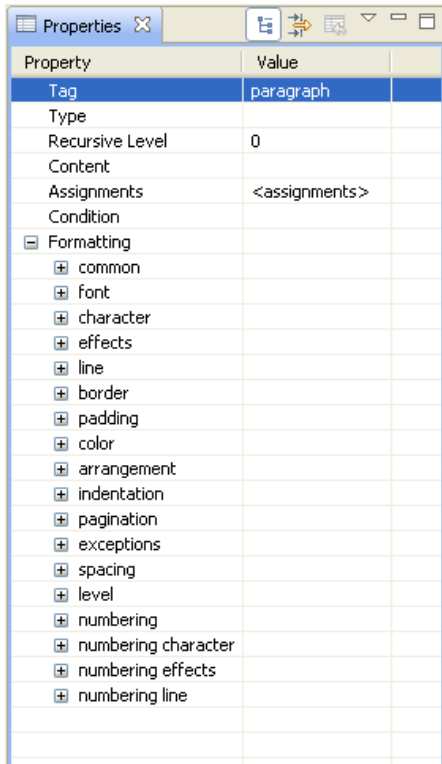 Properties
Property Value
Tag paragraph
Type
Recursive Level 0
Content
Assignments <assignments>
Condition
Formatting
common
font
character
effects
line
border
padding
color
arrangement
indentation
pagination
exceptions
spacing
level
numbering
numbering character
numbering effects
numbering line